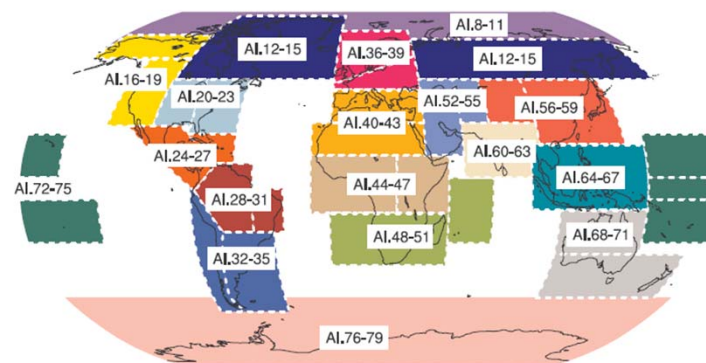 AI.8-11
AI.12-15
AI.36-39
AI.12-15
AI.16-19
AI.20-23
AI.52-55
AI.56-59
AI.40-43
AI.24-27
AI.60-63
AI.72-75
AI.28-31
AI.44-47
AI.64-67
AI.48-51
AI.68-71
AI.32-35
AI.76-79